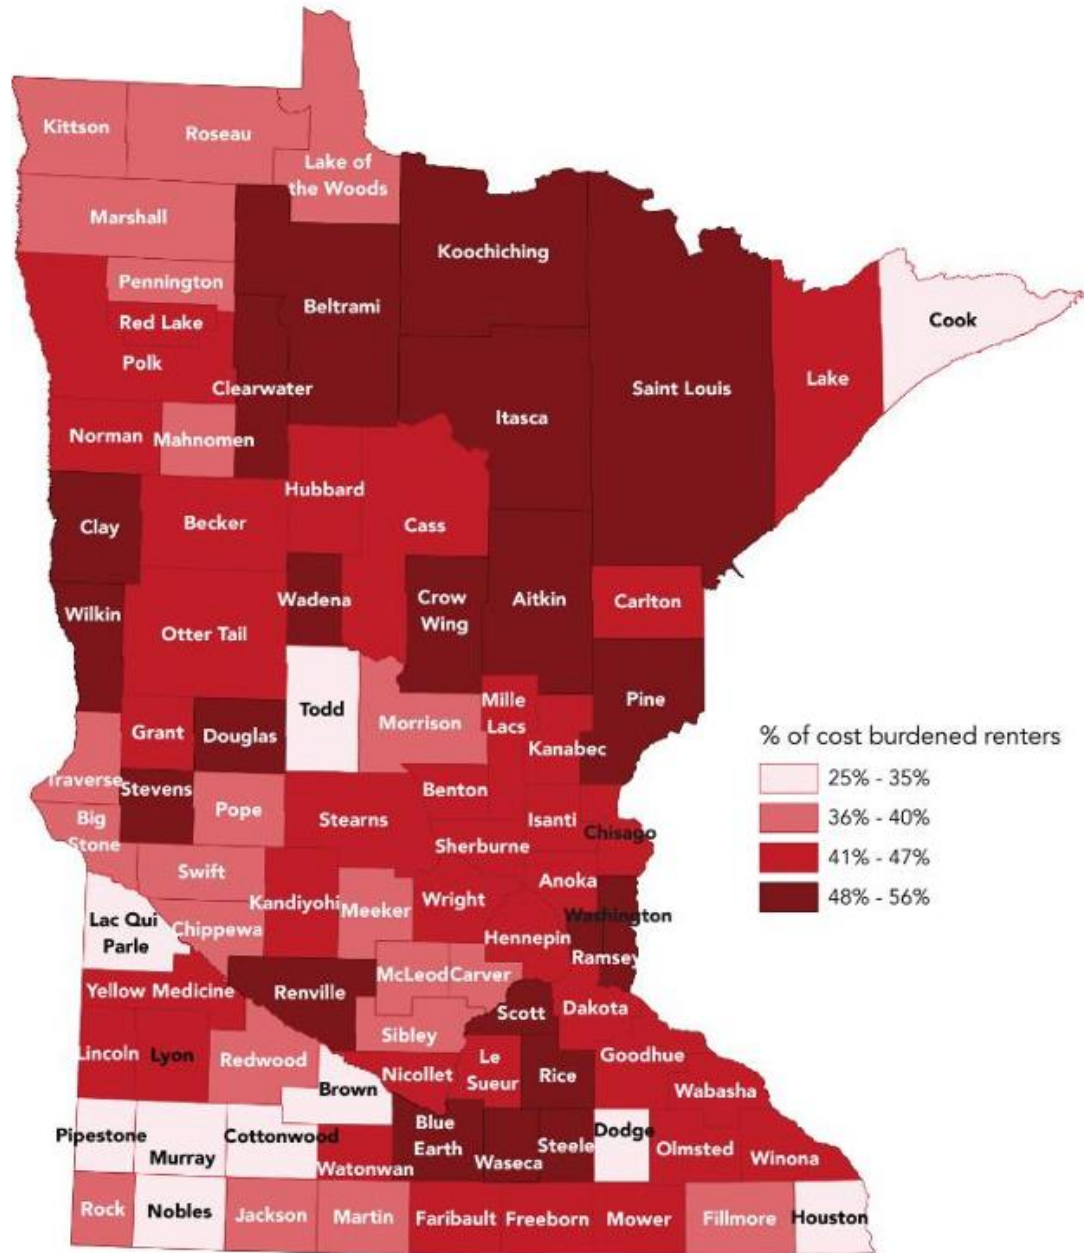 Kittson
Roseau
Lake of
the Woods
Marshall
Koochiching
Pennington
Beltrami
Red Lake
Cook
Polk
Lake
Clearwater
Saint Louis
Itasca
Norman
Mahnomen
Hubbard
Clay
Becker
Cass
Wadena
Crow
Wing
Aitkin
Carlton
Wilkin
Otter Tail
Todd
Mille
Lacs
Pine
Morrison
Grant
Douglas
Kanabec
% of cost burdened renters
25% - 35%
36% - 40%
41% - 47%
48% - 56%
Traverse
Stevens
Benton
Big
Stone
Pope
Stearns
Isanti
Chisago
Sherburne
Swift
Anoka
Kandiyohi
Meeker
Wright
Washington
Lac Qui
Parle
Chippewa
Hennepin
Ramsey
McLeod
Carver
Yellow Medicine
Renville
Scott
Dakota
Sibley
Lincoln
Lyon
Redwood
Le
Sueur
Goodhue
Nicollet
Rice
Brown
Wabasha
Pipestone
Murray
Cottonwood
Blue
Earth
Dodge
Watonwan
Waseca
Steele
Olmsted
Winona
Rock
Nobles
Jackson
Martin
Faribault
Freeborn
Mower
Fillmore
Houston